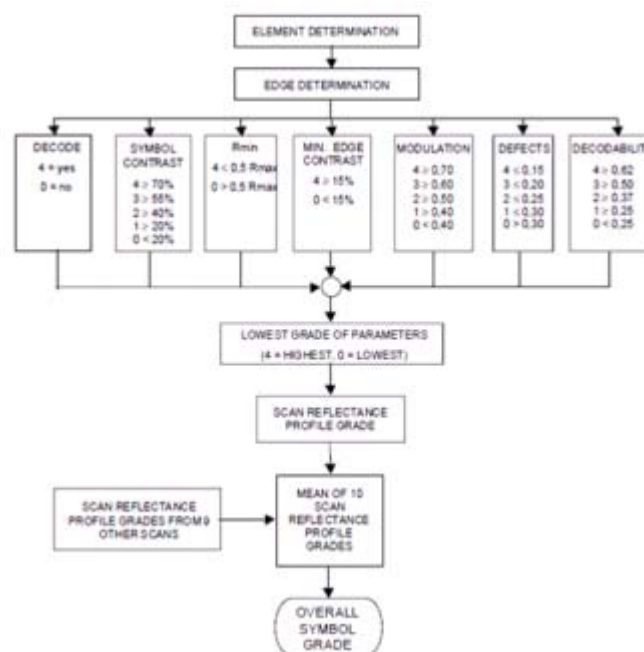 ELEMENT DETERMINATION
EDGE DETERMINATION
DECODE
4 = yes
0 = no
SYMBOL
CONTRAST
4 ≥ 70%
3 ≥ 55%
2 ≥ 40%
1 ≥ 20%
0 < 20%
Rmin
4 < 0,5 Rmax
0 > 0,5 Rmax
MIN. EDGE
CONTRAST
4 ≥ 15%
0 < 15%
MODULATION
4 ≥ 0,70
3 ≥ 0,60
2 ≥ 0,50
1 ≥ 0,40
0 < 0,40
DEFECTS
4 ≤ 0,15
3 ≤ 0,20
2 ≤ 0,25
1 ≤ 0,30
0 > 0,30
DECODABILIT
4 ≥ 0,62
3 ≥ 0,50
2 ≥ 0,37
1 ≥ 0,25
0 < 0,25
LOWEST GRADE OF PARAMETERS
(4 = HIGHEST, 0 = LOWEST)
SCAN REFLECTANCE
PROFILE GRADE
SCAN REFLECTANCE
PROFILE GRADES FROM 9
OTHER SCANS
MEAN OF 10
SCAN
REFLECTANCE
PROFILE
GRADES
OVERALL
SYMBOL
GRADE